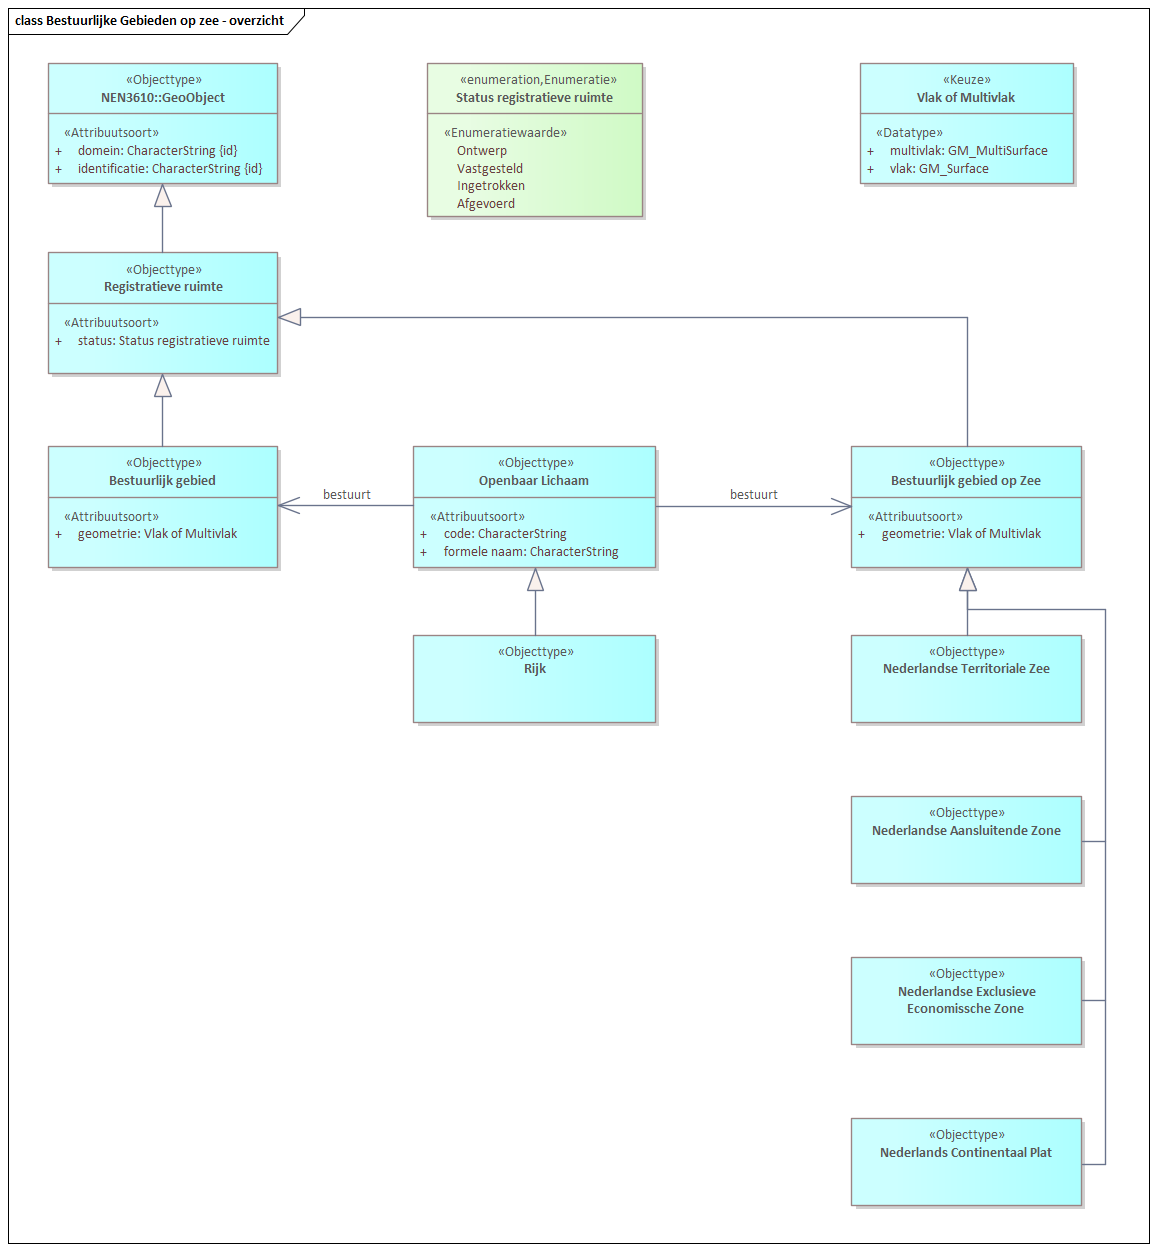 class Bestuurlijke Gebieden op zee - overzicht
«Objecttype»
NEN3610::GeoObject
«Attribuutsoort»
+ domein: CharacterString {id}
+ identificatie: CharacterString {id}
«enumeration,Enumeratie»
Status registratieve ruimte
«Enumeratiewaarde»
Ontwerp
Vastgesteld
Ingetrokken
Afgevoerd
«Keuze»
Vlak of Multivlak
«Datatype»
+ multivlak: GM_MultiSurface
+ vlak: GM_Surface
«Objecttype»
Registratieve ruimte
«Attribuutsoort»
+ status: Status registratieve ruimte
«Objecttype»
Bestuurlijk gebied
«Attribuutsoort»
+ geometrie: Vlak of Multivlak
bestuurt
«Objecttype»
Openbaar Lichaam
«Attribuutsoort»
+ code: CharacterString
+ formele naam: CharacterString
bestuurt
«Objecttype»
Bestuurlijk gebied op Zee
«Attribuutsoort»
+ geometrie: Vlak of Multivlak
«Objecttype»
Rijk
«Objecttype»
Nederlandse Territoriale Zee
«Objecttype»
Nederlandse Aansluitende Zone
«Objecttype»
Nederlandse Exclusieve
Economissche Zone
«Objecttype»
Nederlands Continentaal Plat